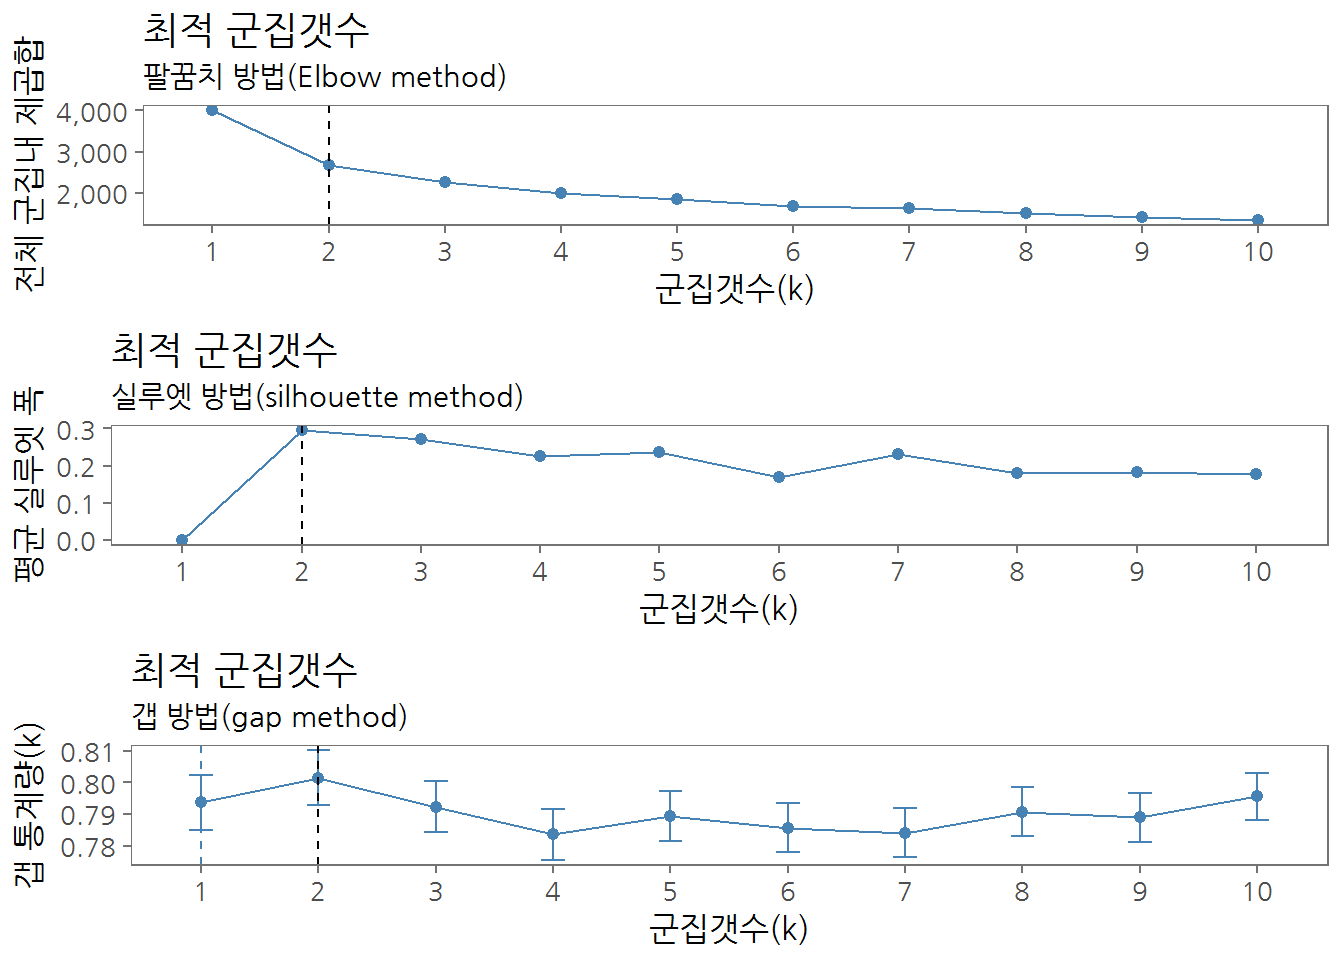 최적 군집갯수
팔꿈치 방법(Elbow method)
전체 군집내 제곱합
4,000
3,000
2,000
1 2 3 4 5 6 7 8 9 10
군집갯수(k)
최적 군집갯수
실루엣 방법(silhouette method)
평균 실루엣 폭
0.3
0.2
0.1
0.0
1 2 3 4 5 6 7 8 9 10
군집갯수(k)
최적 군집갯수
갭 방법(gap method)
갭 통계량(k)
0.81
0.80
0.79
0.78
1 2 3 4 5 6 7 8 9 10
군집갯수(k)